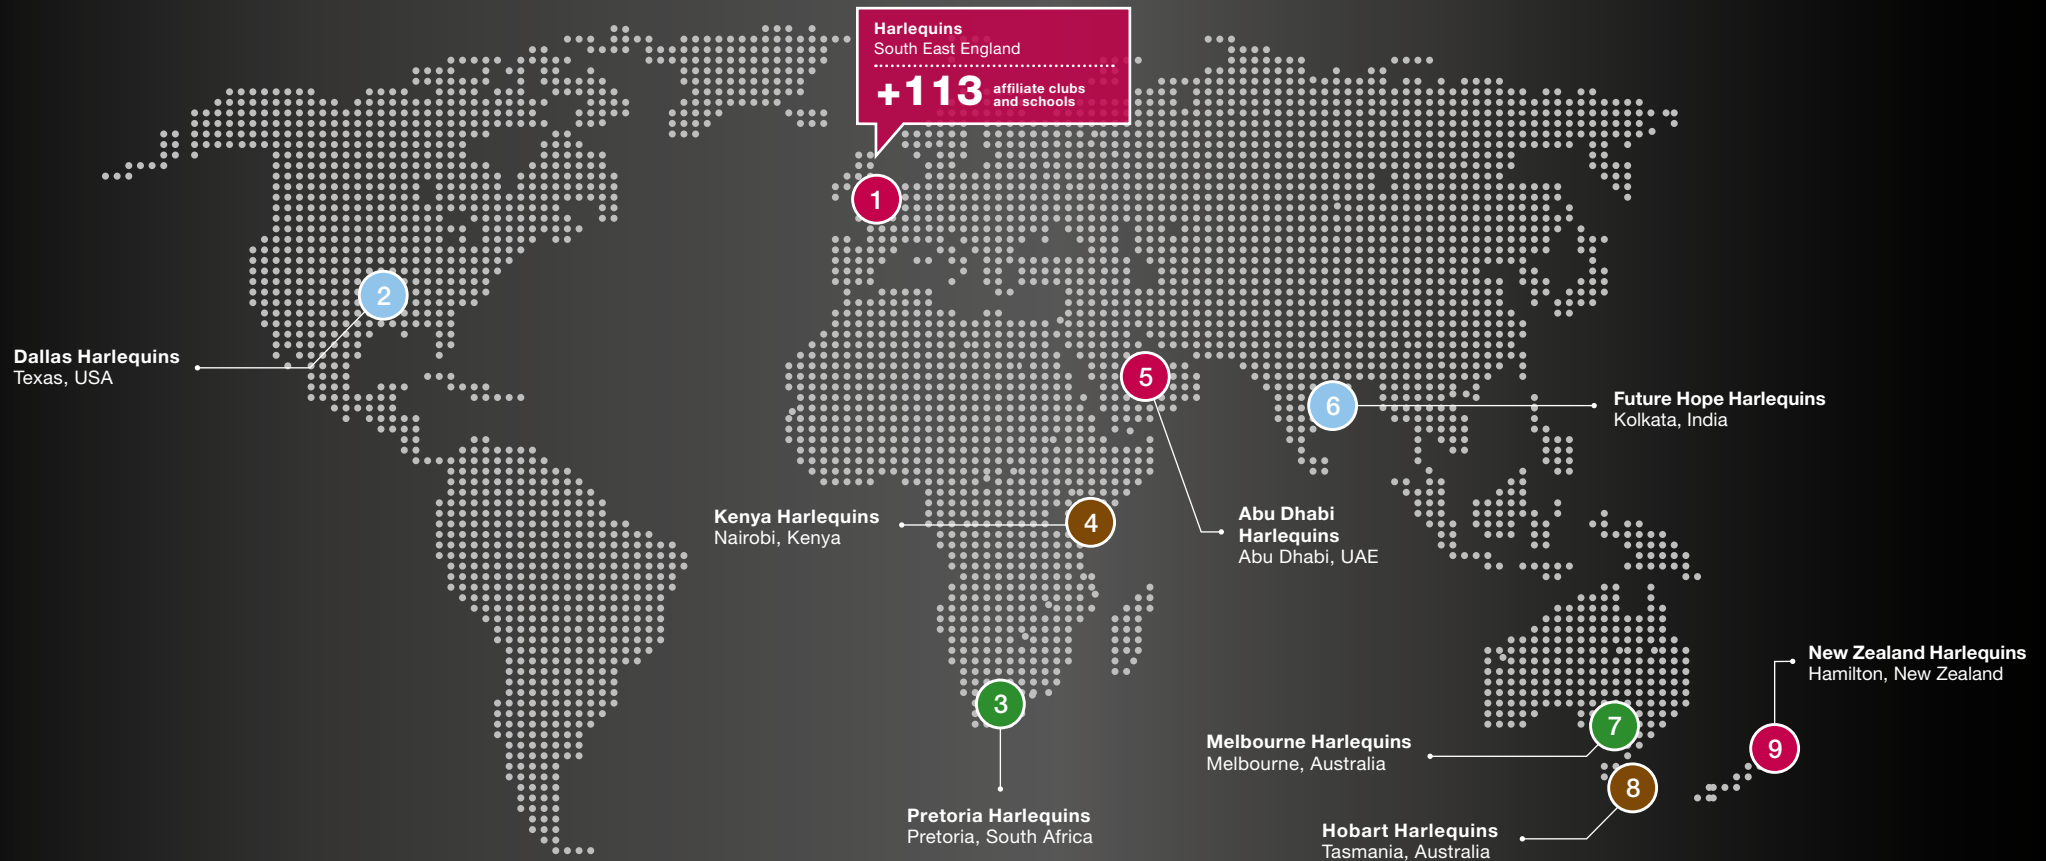 Harlequins
South East England
+113 affiliate clubs
and schools
1
2
Dallas Harlequins
Texas, USA
5
6
Future Hope Harlequins
Kolkata, India
Kenya Harlequins
Nairobi, Kenya
4
Abu Dhabi
Harlequins
Abu Dhabi, UAE
3
Pretoria Harlequins
Pretoria, South Africa
New Zealand Harlequins
Hamilton, New Zealand
7
Melbourne Harlequins
Melbourne, Australia
9
8
Hobart Harlequins
Tasmania, Australia